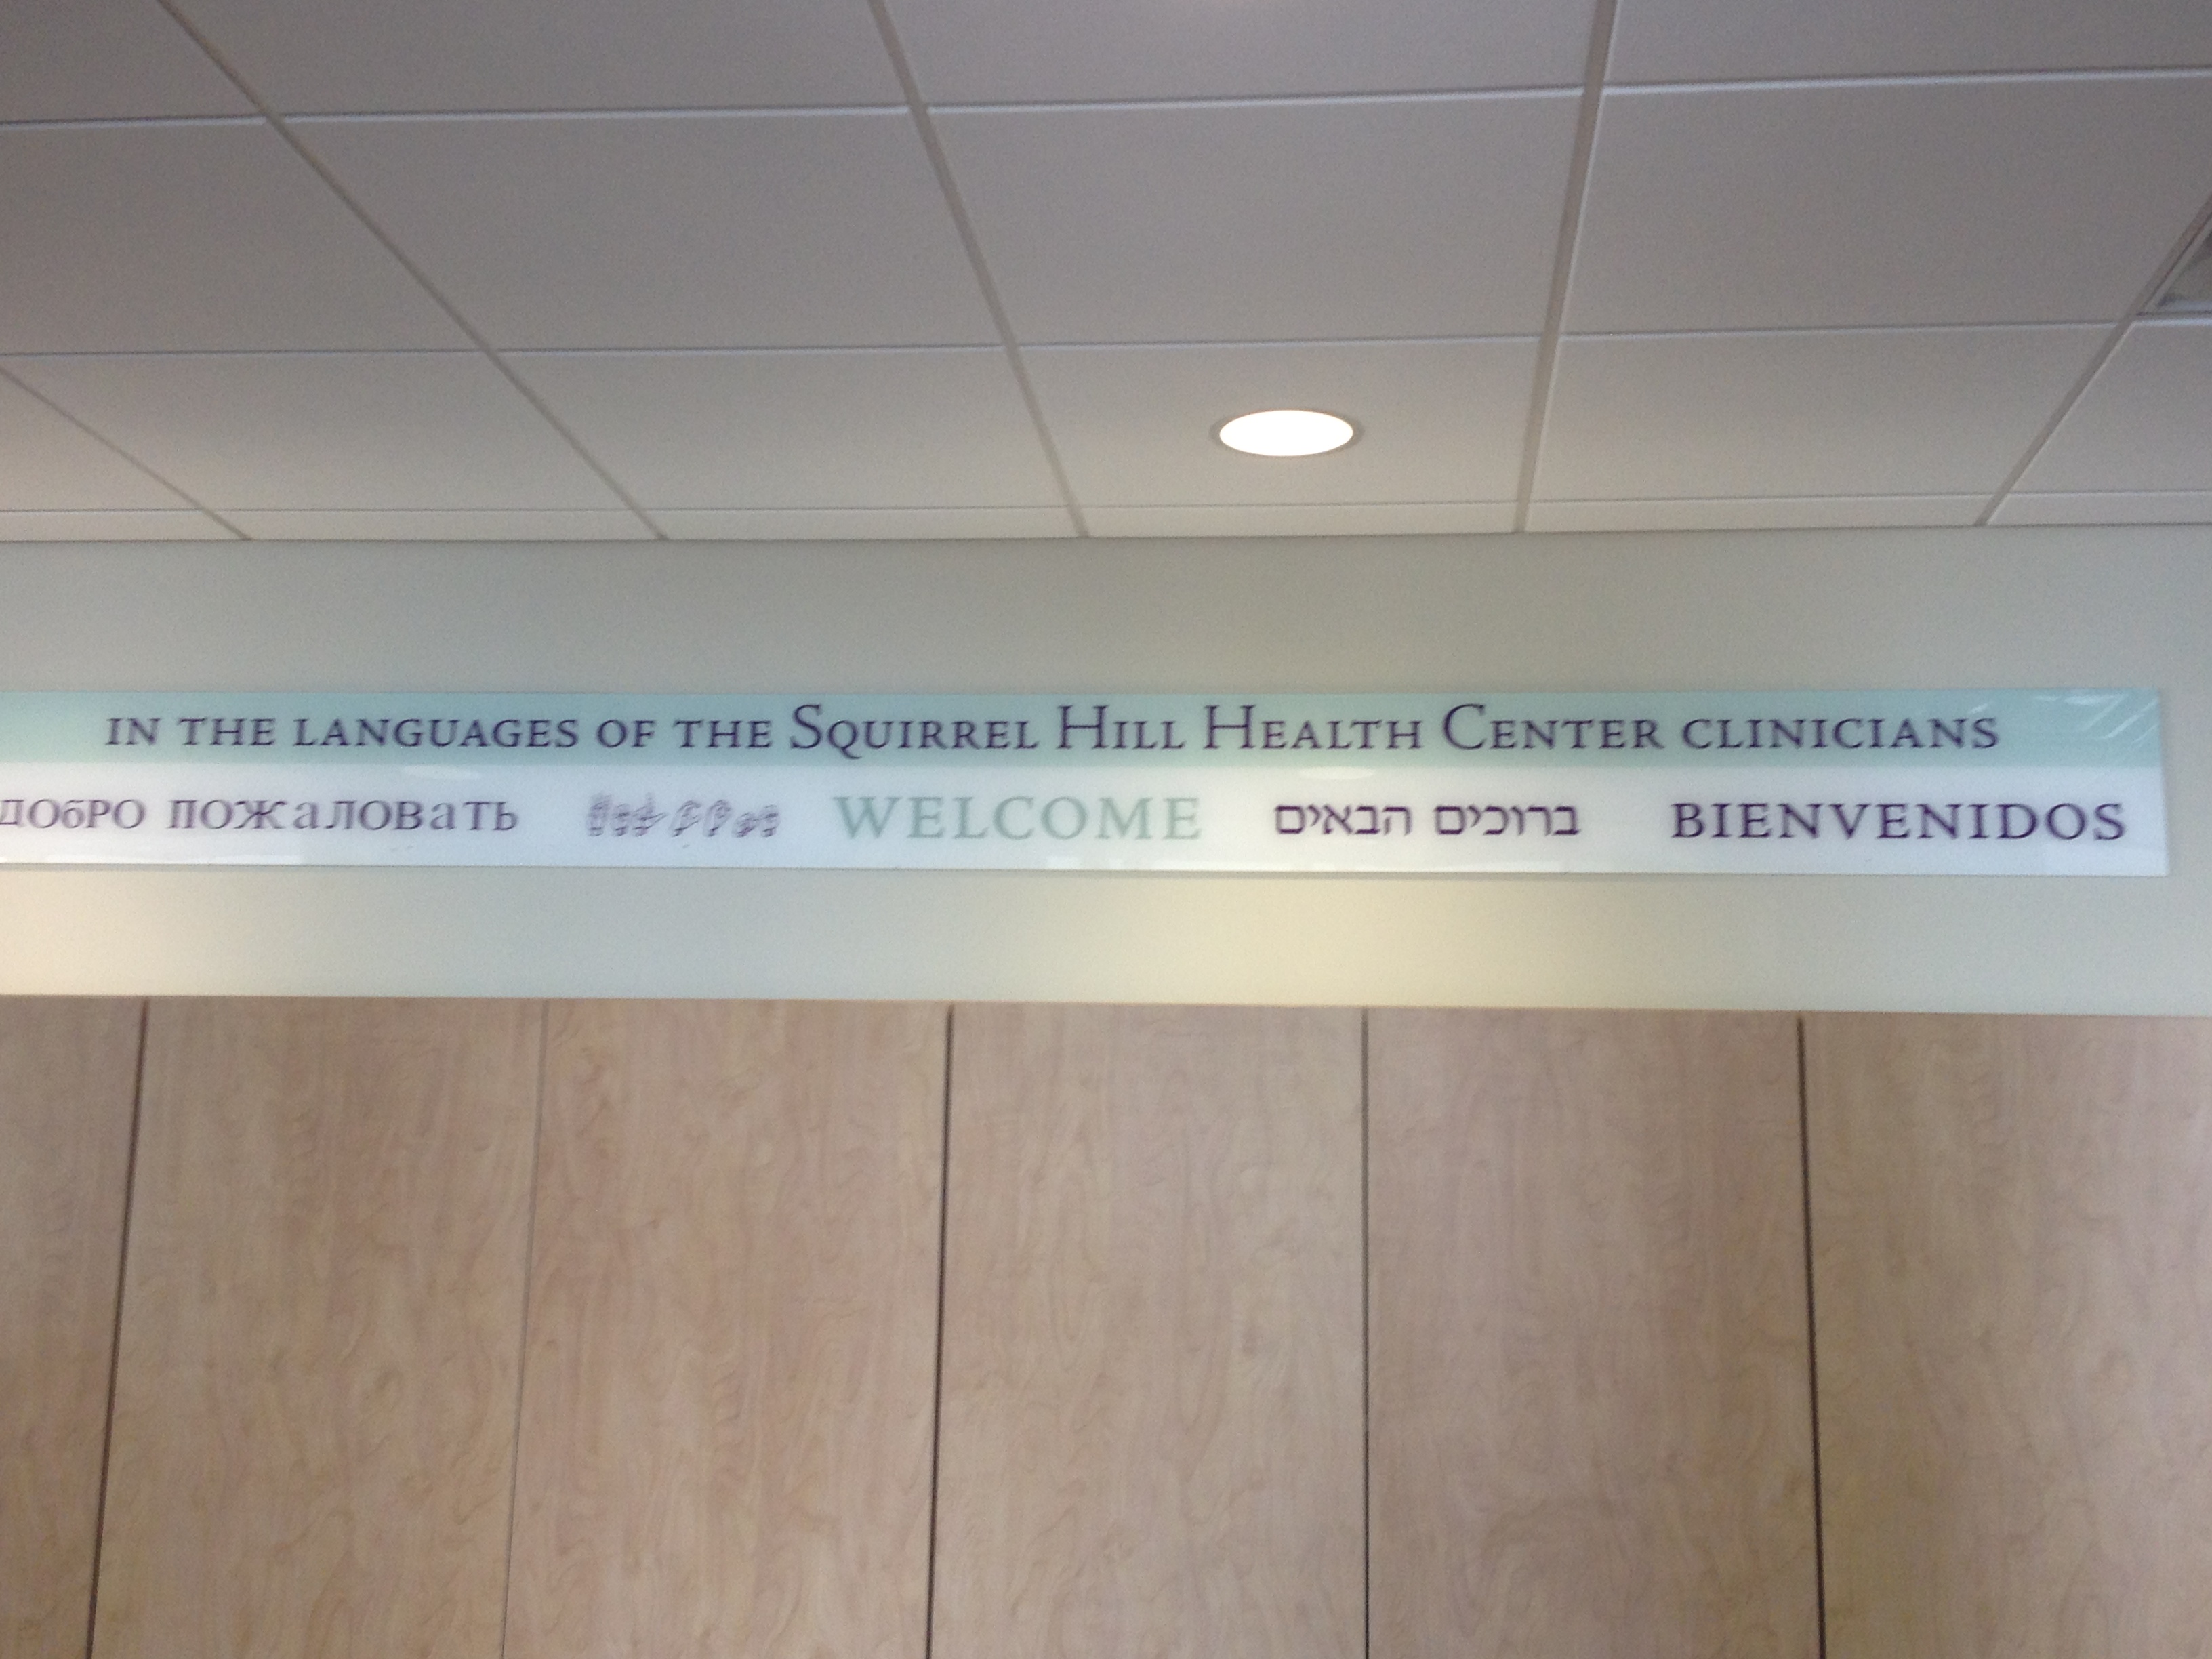 IN THE LANGUAGES OF THE SQUIRREL HILL HEALTH CENTER CLINICIANS
ДОбРО ПОЖаЛОВаТЬ WELCOME ברוכים הבאים BIENVENIDOS